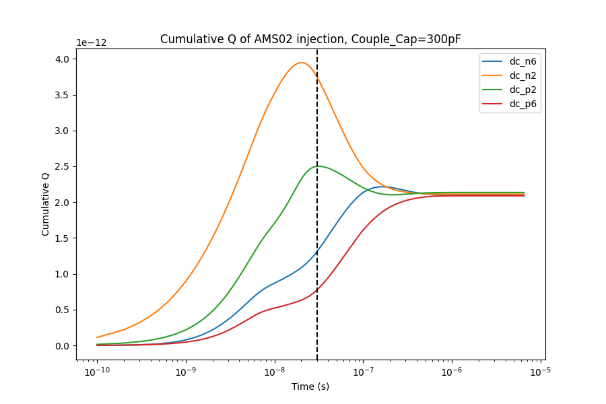 Cumulative Q of AMS02 injection, Couple_Cap=300pF
1e−12
4.0
3.5
3.0
2.5
2.0
1.5
1.0
0.5
0.0
Cumulative Q
dc_n6
dc_n2
dc_p2
dc_p6
10⁻¹⁰ 10⁻⁹ 10⁻⁸ 10⁻⁷ 10⁻⁶ 10⁻⁵
Time (s)